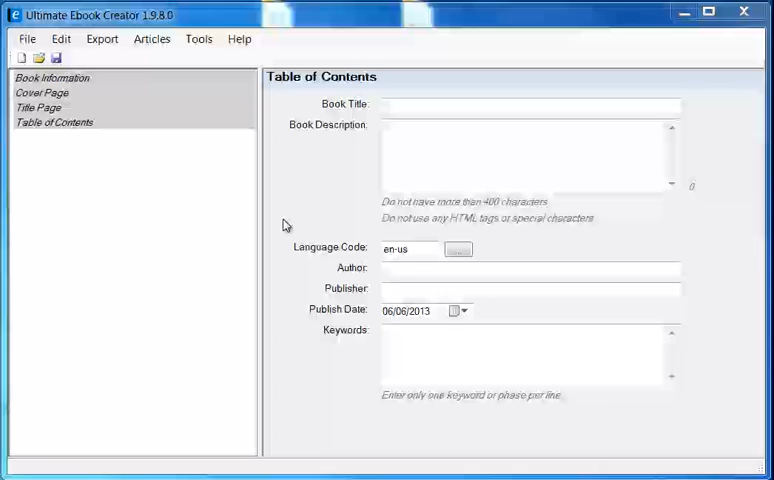 Ultimate Ebook Creator 1.9.8.0
File Edit Export Articles Tools Help
Book Information
Cover Page
Title Page
Table of Contents
Table of Contents
Book Title:
Book Description:
0
Do not have more than 400 characters
Do not use any HTML tags or special characters
Language Code: en-us ...
Author:
Publisher:
Publish Date: 06/06/2013
Keywords:
Enter only one keyword or phase per line